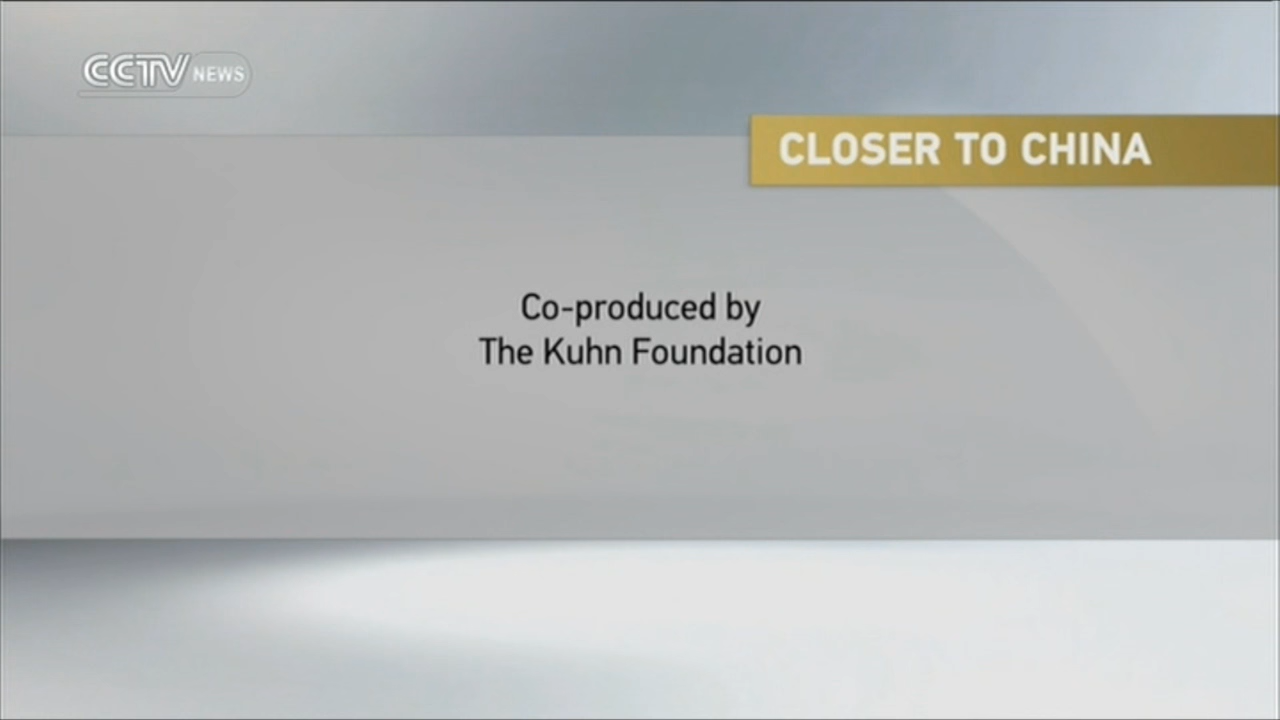 CCTV NEWS
CLOSER TO CHINA
Co-produced by
The Kuhn Foundation